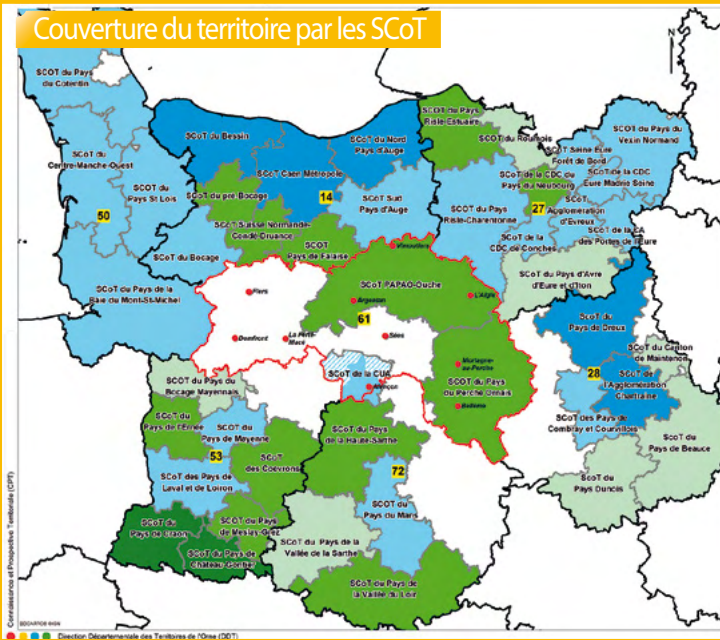 Couverture du territoire par les SCoT
N
SCOT du Pays
du Cotentin
SCOT du
Centre-Manche-Ouest
SCOT du
Pays St Lois
50
SCOT du Pays de la
Baie du Mont-St-Michel
SCoT du Bessin
SCoT Caen Métropole
SCoT du Nord
Pays d'Auge
14
SCoT du pré Bocage
SCoT Sud
Pays d'Auge
SCoT Suisse Normande-
Condé Druance
SCOT
Pays de Falaise
SCoT du Bocage
SCOT du Pays
Risle-Estuaire
SCOT du Roumois
SCOT Seine Eure
Forêt de Bord
SCOT du Pays du
Vexin Normand
SCoT de la CDC du
Pays du Neubourg
SCoT de la CDC
Eure Madrie Seine
27
SCoT
Agglomération
d'Evreux
SCOT du Pays
Risle-Charentonne
SCOT de la
CDC de Conches
SCoT de la CA
des Portes de l'Eure
SCOT du Pays d'Avre
d'Eure et d'Iton
Vimoutiers
SCOT PAPAO-Ouche
Flers
Argentan
L'Aigle
61
Domfront
La Ferté-
Macé
Sées
SCOT de la CUA
Alençon
Mortagne-
au-Perche
SCOT du Pays
du Perche Ornais
Bellême
SCoT du
Pays de Dreux
SCoT du Canton
de Maintenon
28
SCoT de
l'Agglomération
Chartraine
SCOT des Pays de
Combray et Courvillois
SCoT du
Pays de Beauce
SCoT du
Pays Dunois
SCOT du Pays du
Bocage Mayennais
SCoT du
Pays de l'Ernée
SCOT du
Pays de Mayenne
53
SCOT
des Coëvrons
SCOT des Pays de
Laval et de Loiron
SCOT du
Pays de Craon
SCoT du Pays
de Meslay-Grez
SCoT du Pays de
Château-Gontier
SCoT du Pays
de la Haute-Sarthe
72
SCOT du
Pays du Mans
SCOT du Pays de la
Vallée de la Sarthe
SCoT du Pays de
la Vallée du Loir
Connaissance et Prospective Territoriale (CPT)
Direction Départementale des Territoires de l'Orne (DDT)